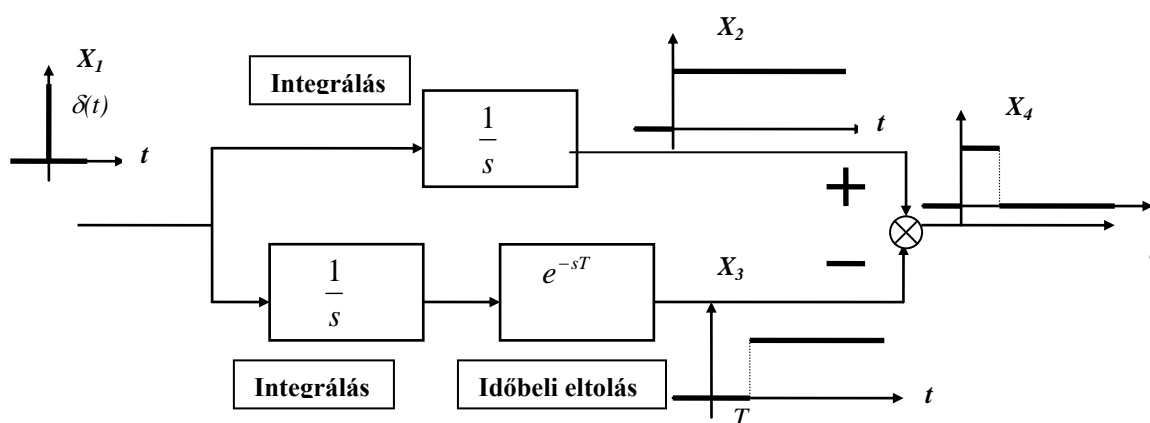 X₁
δ(t)
t
Integrálás
1
s
X₂
t
X₄
+
−
1
s
e^{-sT}
X₃
Integrálás
Időbeli eltolás
T
t